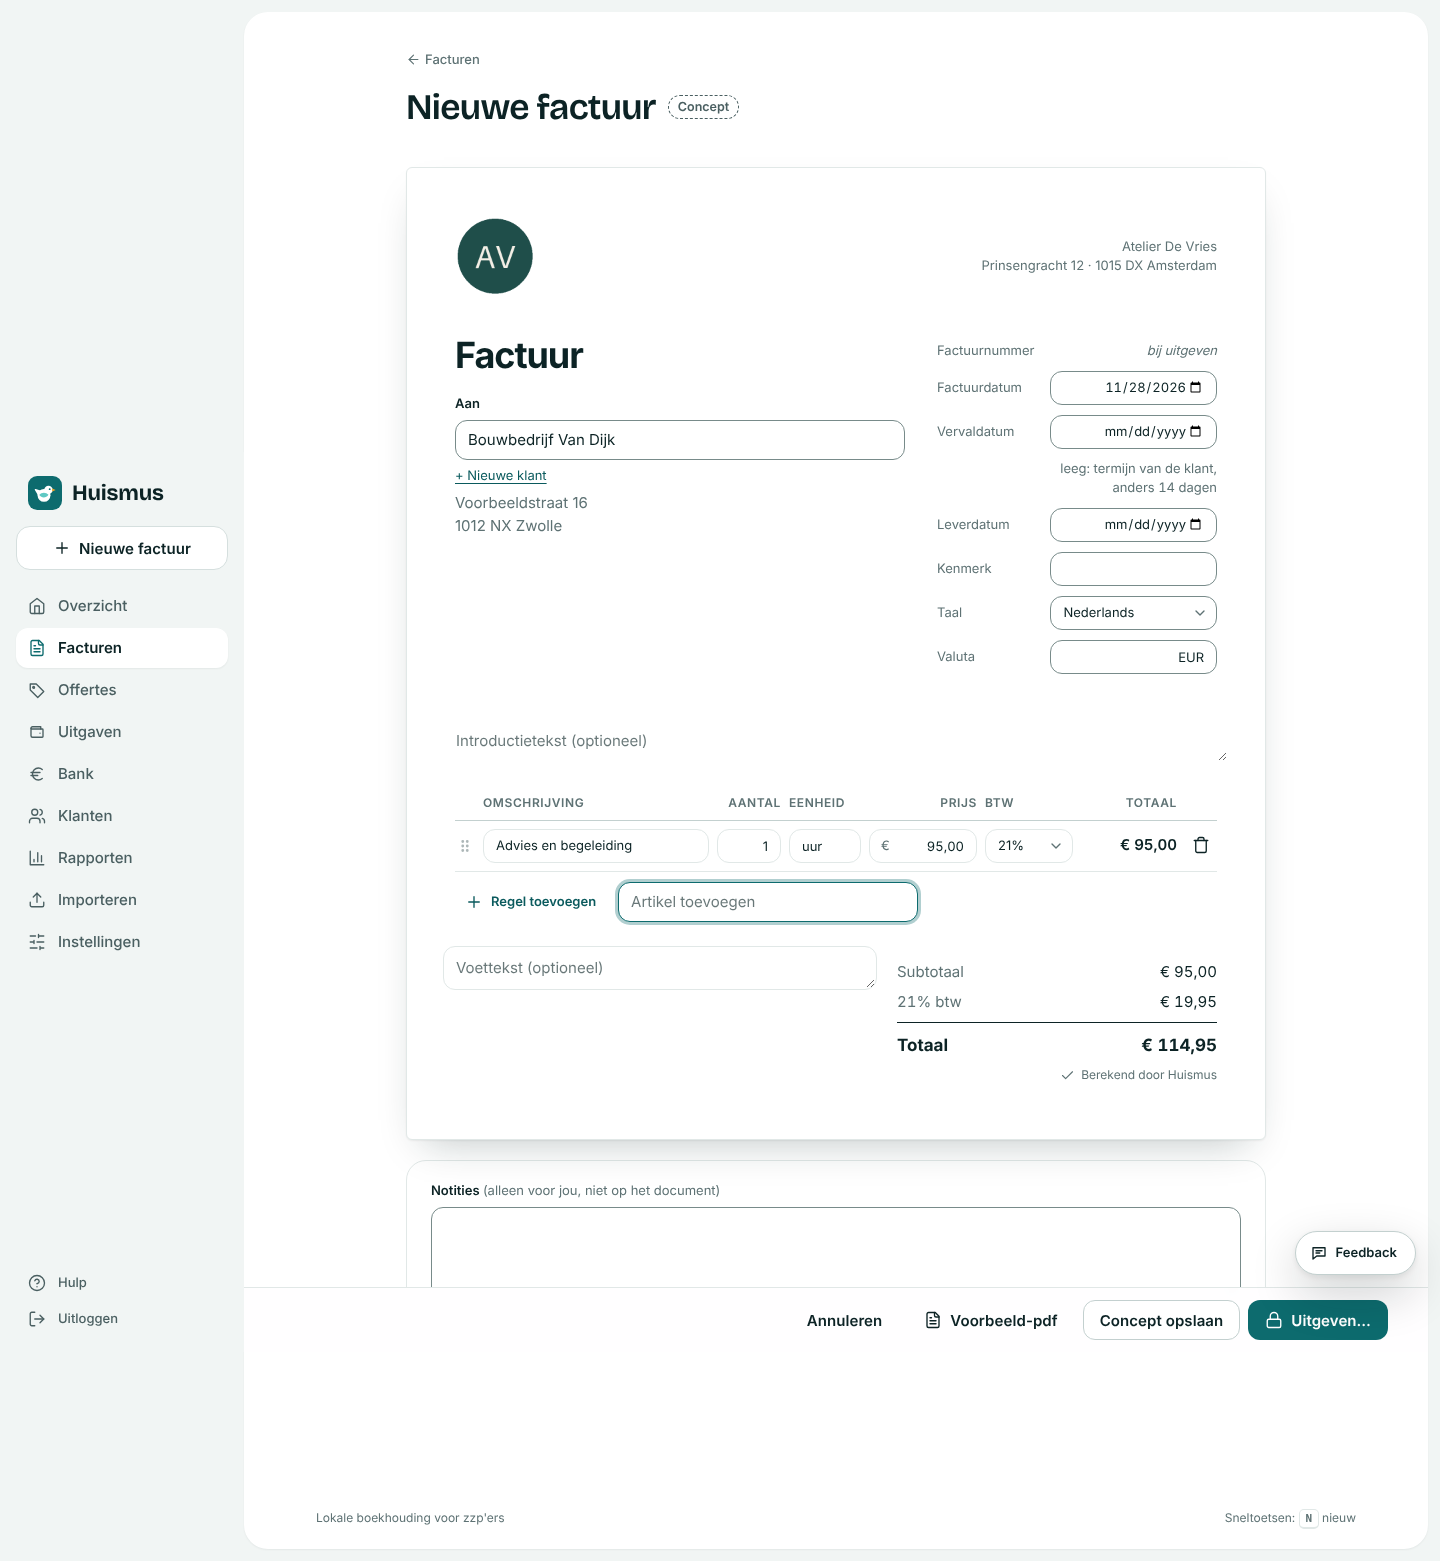 ← Facturen
Nieuwe factuur Concept
AV
Atelier De Vries
Prinsengracht 12 · 1015 DX Amsterdam
Factuur
Aan
Bouwbedrijf Van Dijk
+ Nieuwe klant
Voorbeeldstraat 16
1012 NX Zwolle
Factuurnummer bij uitgeven
Factuurdatum 11/28/2026
Vervaldatum mm/dd/yyyy
leeg: termijn van de klant,
anders 14 dagen
Leverdatum mm/dd/yyyy
Kenmerk
Taal Nederlands
Valuta EUR
Huismus
+ Nieuwe factuur
Overzicht
Facturen
Offertes
Uitgaven
Bank
Klanten
Rapporten
Importeren
Instellingen
Hulp
Uitloggen
Introductietekst (optioneel)
OMSCHRIJVING AANTAL EENHEID PRIJS BTW TOTAAL
Advies en begeleiding 1 uur € 95,00 21% € 95,00
+ Regel toevoegen Artikel toevoegen
Voettekst (optioneel)
Subtotaal € 95,00
21% btw € 19,95
Totaal € 114,95
Berekend door Huismus
Notities (alleen voor jou, niet op het document)
Feedback
Annuleren Voorbeeld-pdf Concept opslaan Uitgeven...
Lokale boekhouding voor zzp'ers
Sneltoetsen: N nieuw